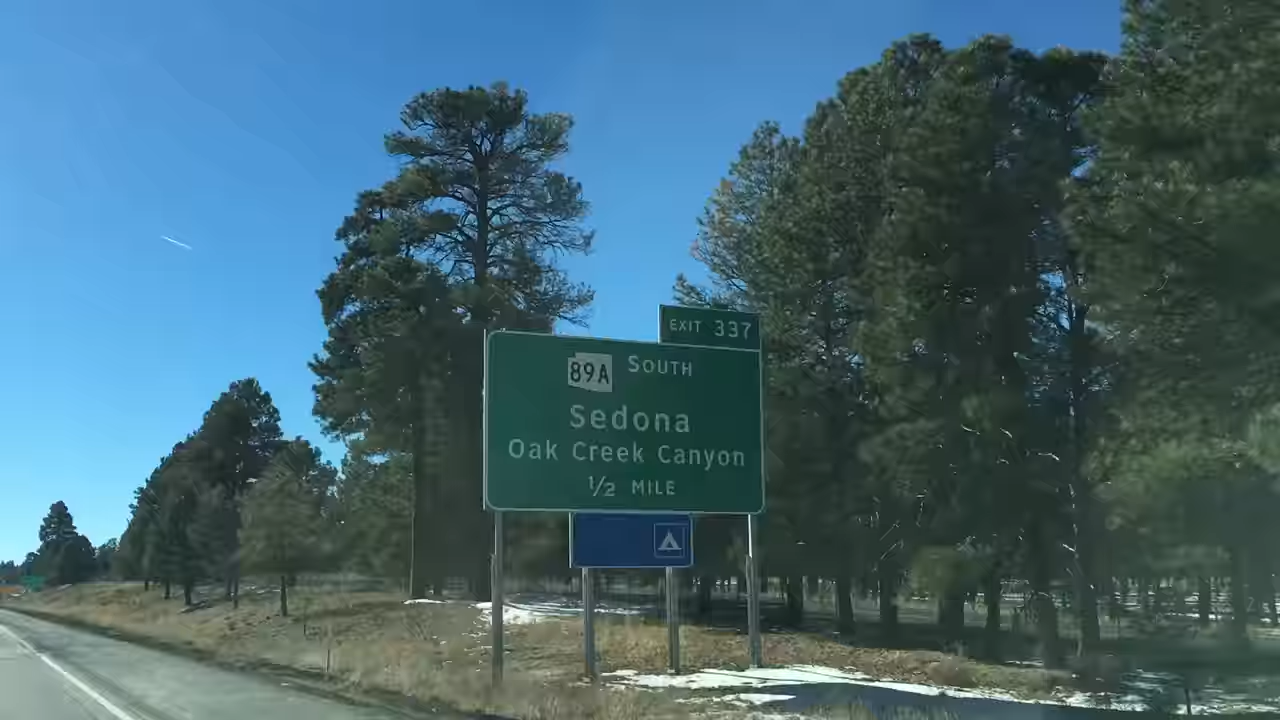 EXIT 337
89A SOUTH
Sedona
Oak Creek Canyon
1/2 MILE